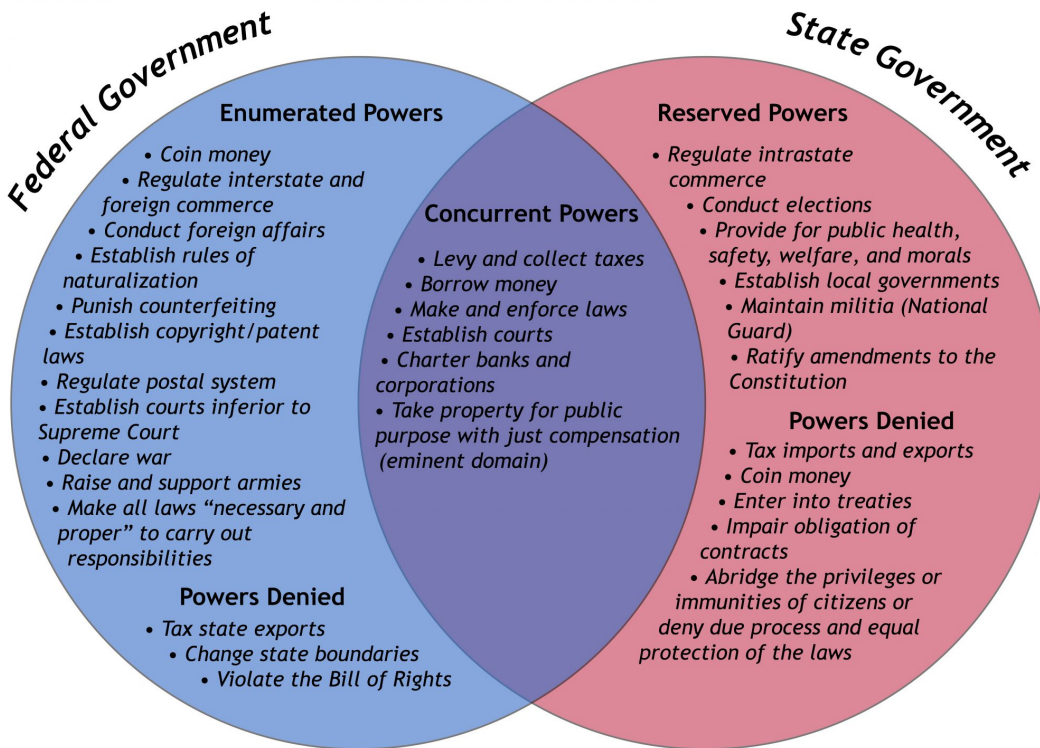 Federal Government
State Government
Enumerated Powers
• Coin money
• Regulate interstate and
foreign commerce
• Conduct foreign affairs
• Establish rules of
naturalization
• Punish counterfeiting
• Establish copyright/patent
laws
• Regulate postal system
• Establish courts inferior to
Supreme Court
• Declare war
• Raise and support armies
• Make all laws “necessary and
proper” to carry out
responsibilities
Powers Denied
• Tax state exports
• Change state boundaries
• Violate the Bill of Rights
Concurrent Powers
• Levy and collect taxes
• Borrow money
• Make and enforce laws
• Establish courts
• Charter banks and
corporations
• Take property for public
purpose with just compensation
(eminent domain)
Reserved Powers
• Regulate intrastate
commerce
• Conduct elections
• Provide for public health,
safety, welfare, and morals
• Establish local governments
• Maintain militia (National
Guard)
• Ratify amendments to the
Constitution
Powers Denied
• Tax imports and exports
• Coin money
• Enter into treaties
• Impair obligation of
contracts
• Abridge the privileges or
immunities of citizens or
deny due process and equal
protection of the laws